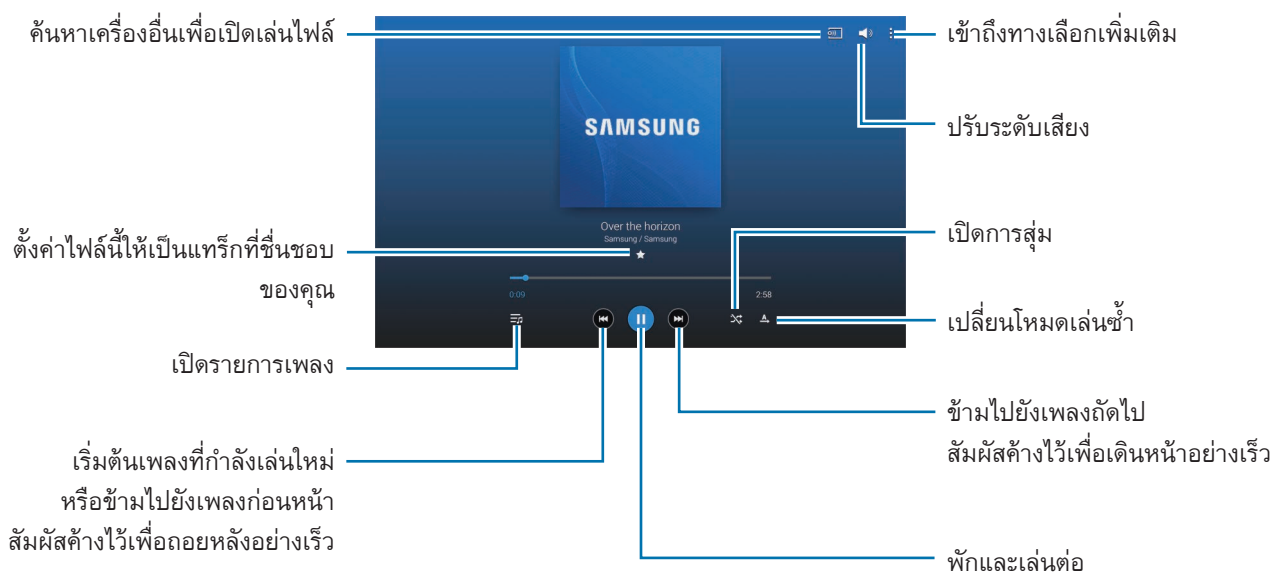 ค้นหาเครื่องอื่นเพื่อเปิดเล่นไฟล์
เข้าถึงทางเลือกเพิ่มเติม
ปรับระดับเสียง
SAMSUNG
Over the horizon
Samsung / Samsung
ตั้งค่าไฟล์นี้ให้เป็นแทร็กที่ชื่นชอบ
ของคุณ
เปิดการสุ่ม
0:09
2:58
เปลี่ยนโหมดเล่นซ้ำ
A
เปิดรายการเพลง
ข้ามไปยังเพลงถัดไป
สัมผัสค้างไว้เพื่อเดินหน้าอย่างเร็ว
เริ่มต้นเพลงที่กำลังเล่นใหม่
หรือข้ามไปยังเพลงก่อนหน้า
สัมผัสค้างไว้เพื่อถอยหลังอย่างเร็ว
พักและเล่นต่อ